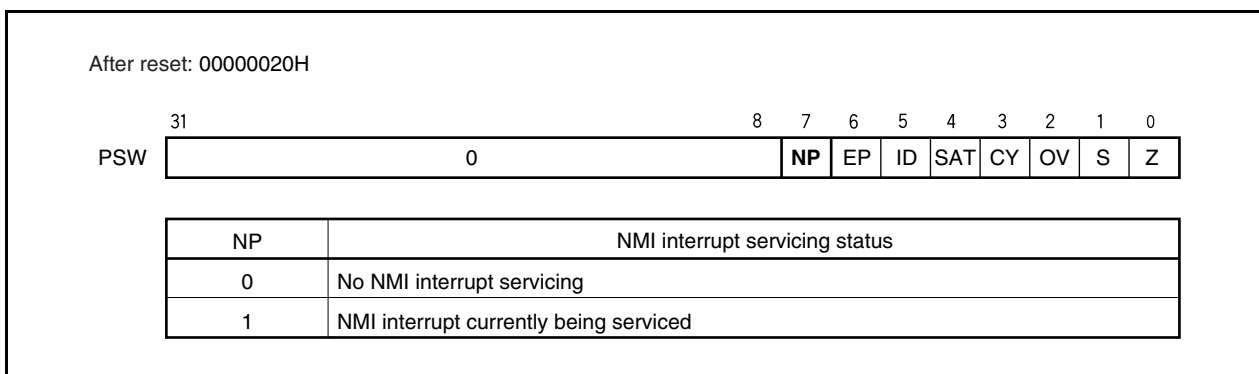 After reset: 00000020H
31 8 7 6 5 4 3 2 1 0
PSW 0 NP EP ID SAT CY OV S Z
NP NMI interrupt servicing status
0 No NMI interrupt servicing
1 NMI interrupt currently being serviced